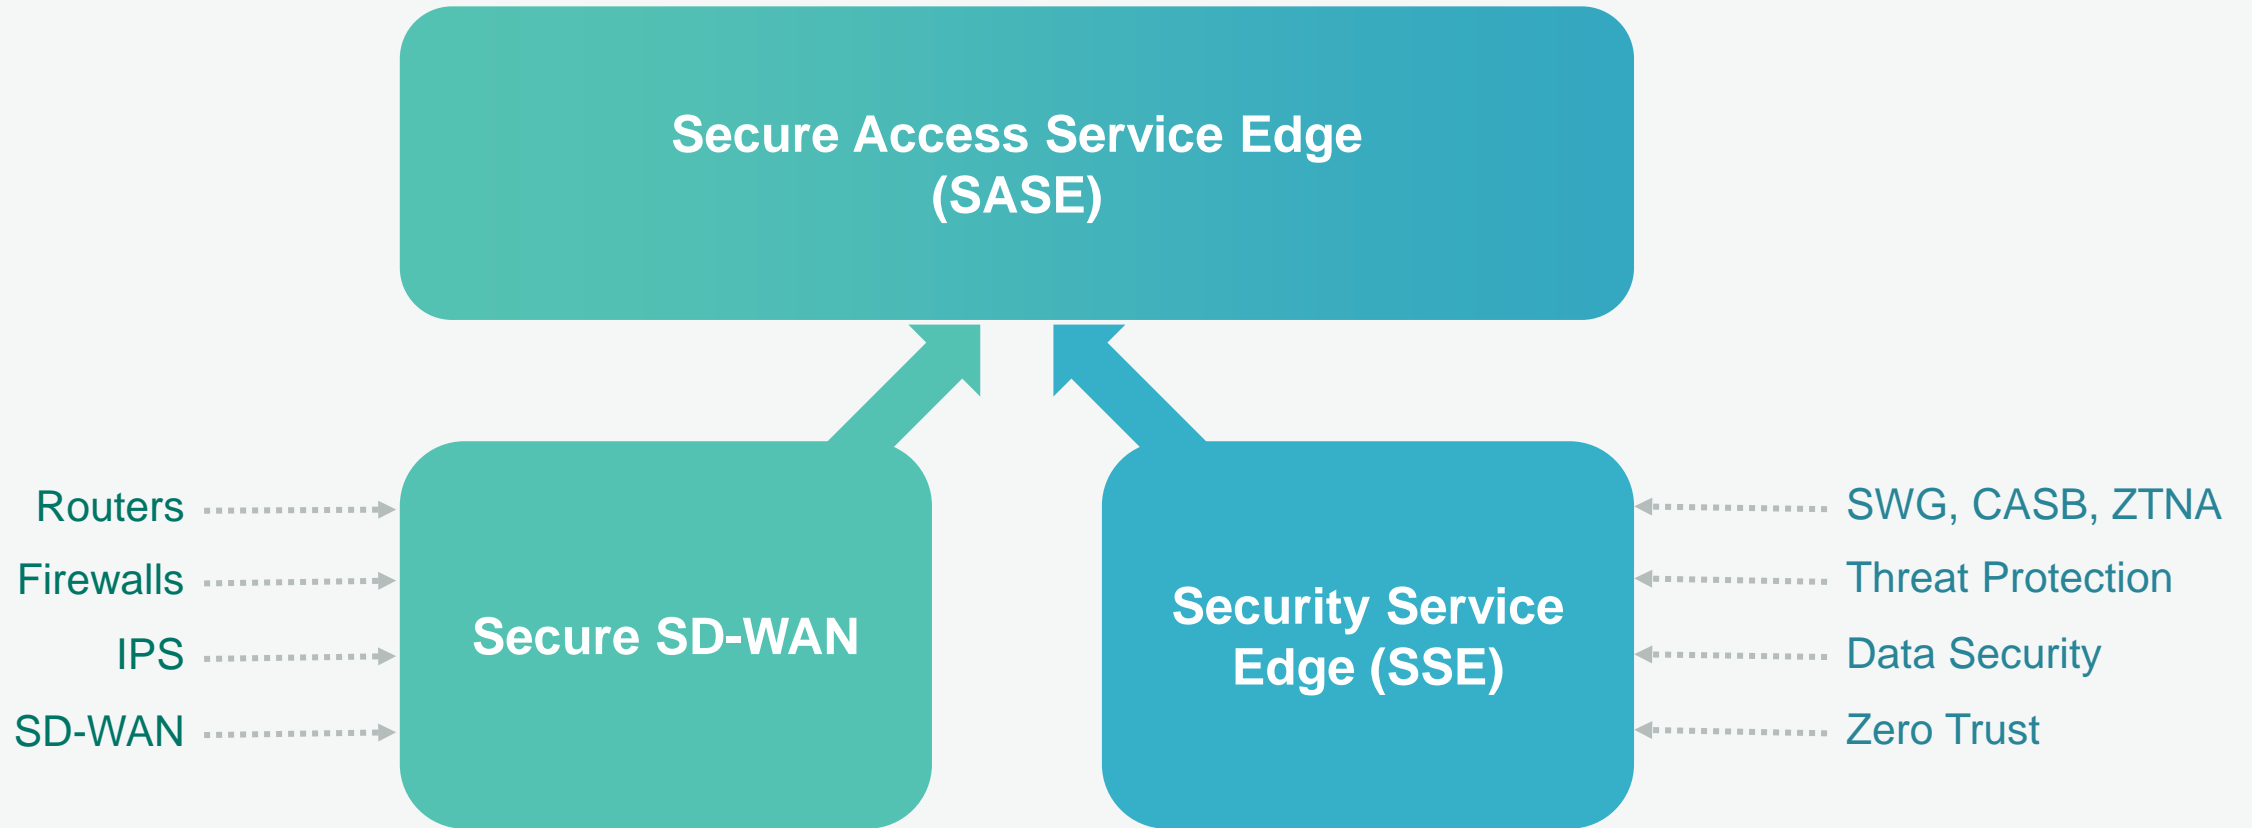 Secure Access Service Edge
(SASE)
Routers
Firewalls
IPS
SD-WAN
Secure SD-WAN
Security Service
Edge (SSE)
SWG, CASB, ZTNA
Threat Protection
Data Security
Zero Trust